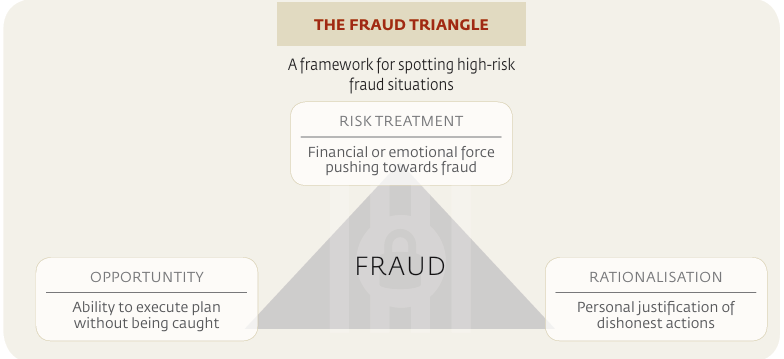 THE FRAUD TRIANGLE
A framework for spotting high-risk
fraud situations
RISK TREATMENT
Financial or emotional force
pushing towards fraud
FRAUD
OPPORTUNTITY
Ability to execute plan
without being caught
RATIONALISATION
Personal justification of
dishonest actions